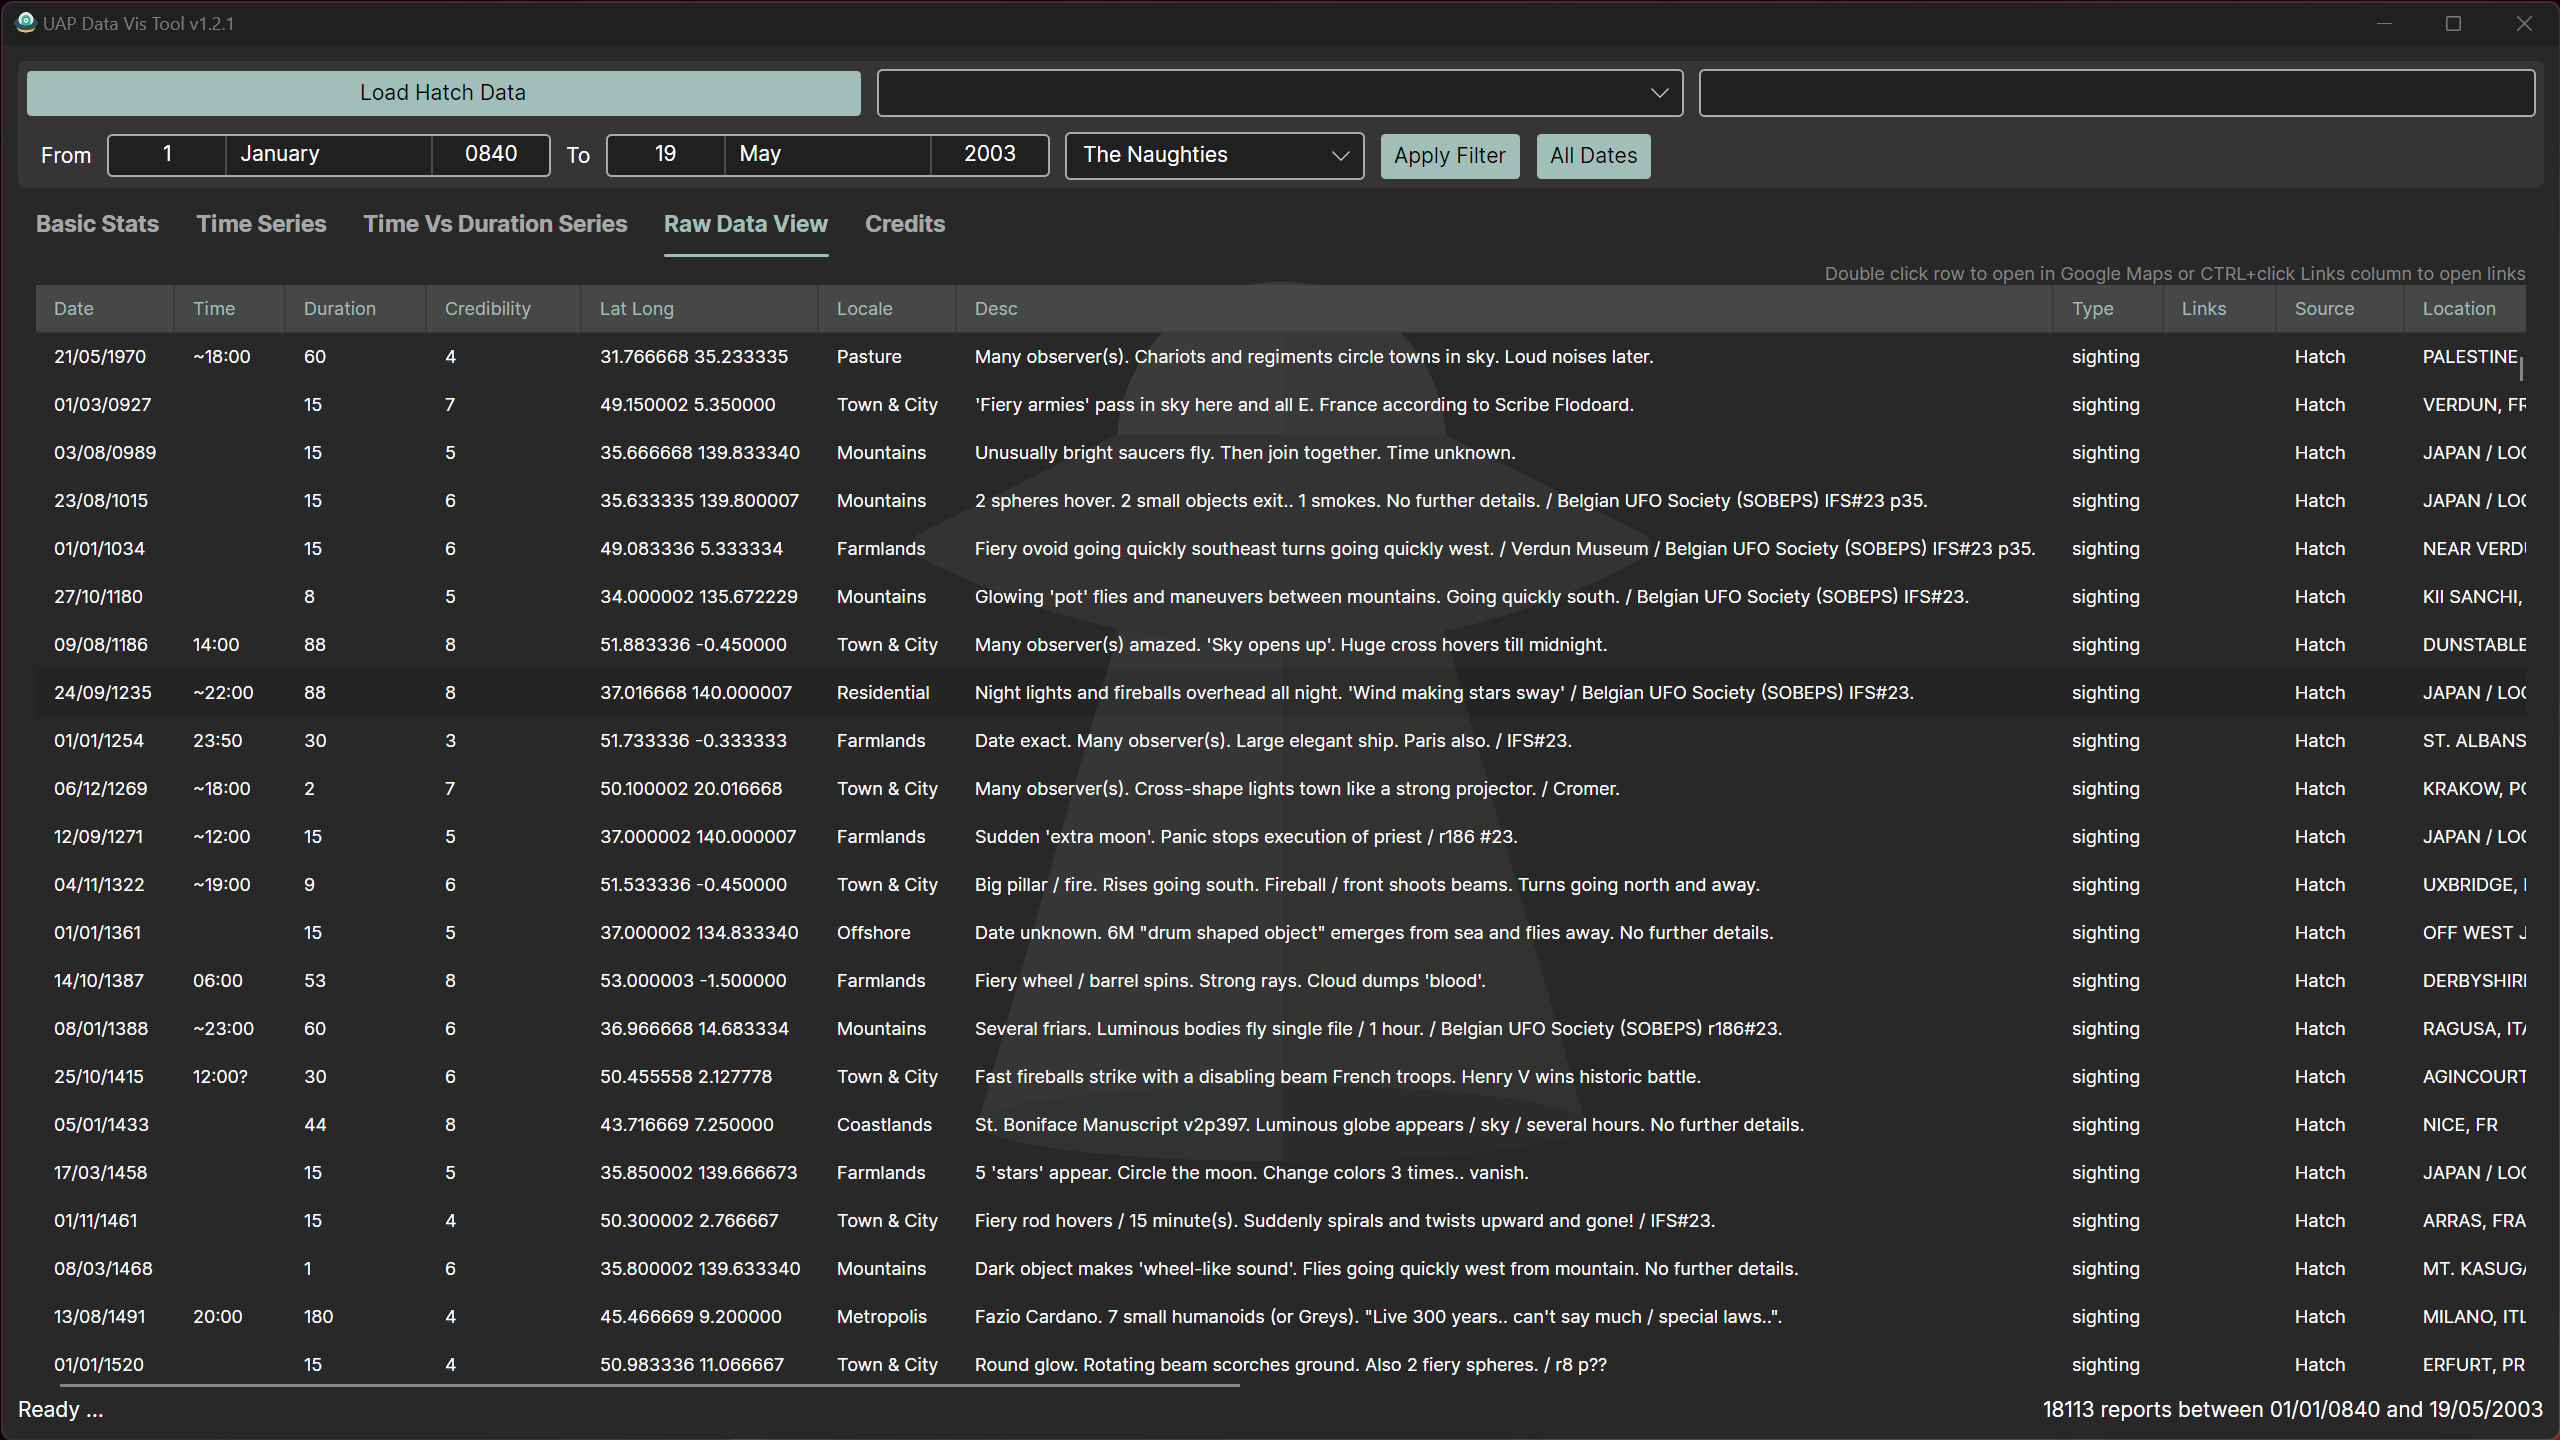 UAP Data Vis Tool v1.2.1
Load Hatch Data
From 1 January 0840 To 19 May 2003 The Naughties Apply Filter All Dates
Basic Stats Time Series Time Vs Duration Series Raw Data View Credits
Double click row to open in Google Maps or CTRL+click Links column to open links
Date Time Duration Credibility Lat Long Locale Desc Type Links Source Location
21/05/1970 ~18:00 60 4 31.766668 35.233335 Pasture Many observer(s). Chariots and regiments circle towns in sky. Loud noises later. sighting Hatch PALESTINE
01/03/0927 15 7 49.150002 5.350000 Town & City 'Fiery armies' pass in sky here and all E. France according to Scribe Flodoard. sighting Hatch VERDUN, FR
03/08/0989 15 5 35.666668 139.833340 Mountains Unusually bright saucers fly. Then join together. Time unknown. sighting Hatch JAPAN / LOC
23/08/1015 15 6 35.633335 139.800007 Mountains 2 spheres hover. 2 small objects exit.. 1 smokes. No further details. / Belgian UFO Society (SOBEPS) IFS#23 p35. sighting Hatch JAPAN / LOC
01/01/1034 15 6 49.083336 5.333334 Farmlands Fiery ovoid going quickly southeast turns going quickly west. / Verdun Museum / Belgian UFO Society (SOBEPS) IFS#23 p35. sighting Hatch NEAR VERDU
27/10/1180 8 5 34.000002 135.672229 Mountains Glowing 'pot' flies and maneuvers between mountains. Going quickly south. / Belgian UFO Society (SOBEPS) IFS#23. sighting Hatch KII SANCHI,
09/08/1186 14:00 88 8 51.883336 -0.450000 Town & City Many observer(s) amazed. 'Sky opens up'. Huge cross hovers till midnight. sighting Hatch DUNSTABLE
24/09/1235 ~22:00 88 8 37.016668 140.000007 Residential Night lights and fireballs overhead all night. 'Wind making stars sway' / Belgian UFO Society (SOBEPS) IFS#23. sighting Hatch JAPAN / LOC
01/01/1254 23:50 30 3 51.733336 -0.333333 Farmlands Date exact. Many observer(s). Large elegant ship. Paris also. / IFS#23. sighting Hatch ST. ALBANS
06/12/1269 ~18:00 2 7 50.100002 20.016668 Town & City Many observer(s). Cross-shape lights town like a strong projector. / Cromer. sighting Hatch KRAKOW, PO
12/09/1271 ~12:00 15 5 37.000002 140.000007 Farmlands Sudden 'extra moon'. Panic stops execution of priest / r186 #23. sighting Hatch JAPAN / LOC
04/11/1322 ~19:00 9 6 51.533336 -0.450000 Town & City Big pillar / fire. Rises going south. Fireball / front shoots beams. Turns going north and away. sighting Hatch UXBRIDGE,
01/01/1361 15 5 37.000002 134.833340 Offshore Date unknown. 6M "drum shaped object" emerges from sea and flies away. No further details. sighting Hatch OFF WEST J
14/10/1387 06:00 53 8 53.000003 -1.500000 Farmlands Fiery wheel / barrel spins. Strong rays. Cloud dumps 'blood'. sighting Hatch DERBYSHIRE
08/01/1388 ~23:00 60 6 36.966668 14.683334 Mountains Several friars. Luminous bodies fly single file / 1 hour. / Belgian UFO Society (SOBEPS) r186#23. sighting Hatch RAGUSA, ITA
25/10/1415 12:00? 30 6 50.455558 2.127778 Town & City Fast fireballs strike with a disabling beam French troops. Henry V wins historic battle. sighting Hatch AGINCOURT
05/01/1433 44 8 43.716669 7.250000 Coastlands St. Boniface Manuscript v2p397. Luminous globe appears / sky / several hours. No further details. sighting Hatch NICE, FR
17/03/1458 15 5 35.850002 139.666673 Farmlands 5 'stars' appear. Circle the moon. Change colors 3 times.. vanish. sighting Hatch JAPAN / LOC
01/11/1461 15 4 50.300002 2.766667 Town & City Fiery rod hovers / 15 minute(s). Suddenly spirals and twists upward and gone! / IFS#23. sighting Hatch ARRAS, FRA
08/03/1468 1 6 35.800002 139.633340 Mountains Dark object makes 'wheel-like sound'. Flies going quickly west from mountain. No further details. sighting Hatch MT. KASUGA
13/08/1491 20:00 180 4 45.466669 9.200000 Metropolis Fazio Cardano. 7 small humanoids (or Greys). "Live 300 years.. can't say much / special laws..". sighting Hatch MILANO, ITL
01/01/1520 15 4 50.983336 11.066667 Town & City Round glow. Rotating beam scorches ground. Also 2 fiery spheres. / r8 p?? sighting Hatch ERFURT, PR
Ready ...
18113 reports between 01/01/0840 and 19/05/2003